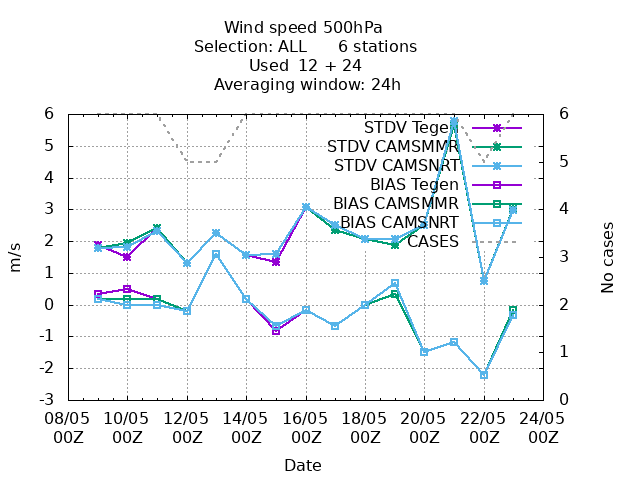 Wind speed 500hPa
Selection: ALL      6 stations
Used  12 + 24
Averaging window: 24h
6
5
4
3
2
1
0
-1
-2
-3
m/s
STDV Tegen
STDV CAMSMMR
STDV CAMSNRT
BIAS Tegen
BIAS CAMSMMR
BIAS CAMSNRT
CASES
6
5
4
3
2
1
0
No cases
08/05 10/05 12/05 14/05 16/05 18/05 20/05 22/05 24/05
00Z 00Z 00Z 00Z 00Z 00Z 00Z 00Z 00Z
Date